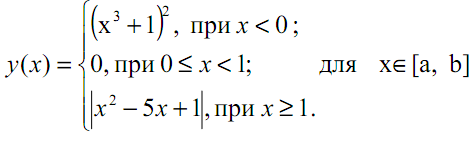 (x³ + 1)², при x < 0 ;
y(x) = { 0, при 0 ≤ x < 1; для x∈[a, b]
|x² − 5x + 1|, при x ≥ 1.